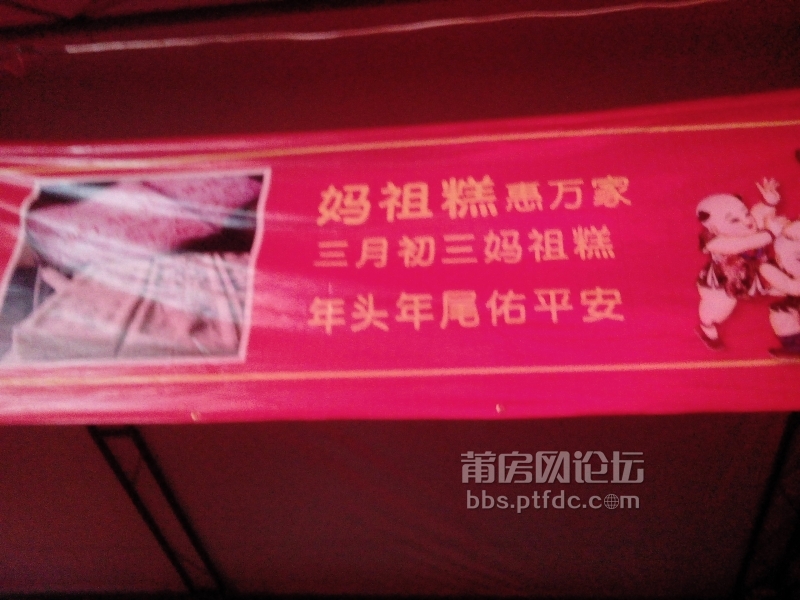 妈祖糕惠万家
三月初三妈祖糕
年头年尾佑平安
莆房网论坛
bbs.ptfdc.com